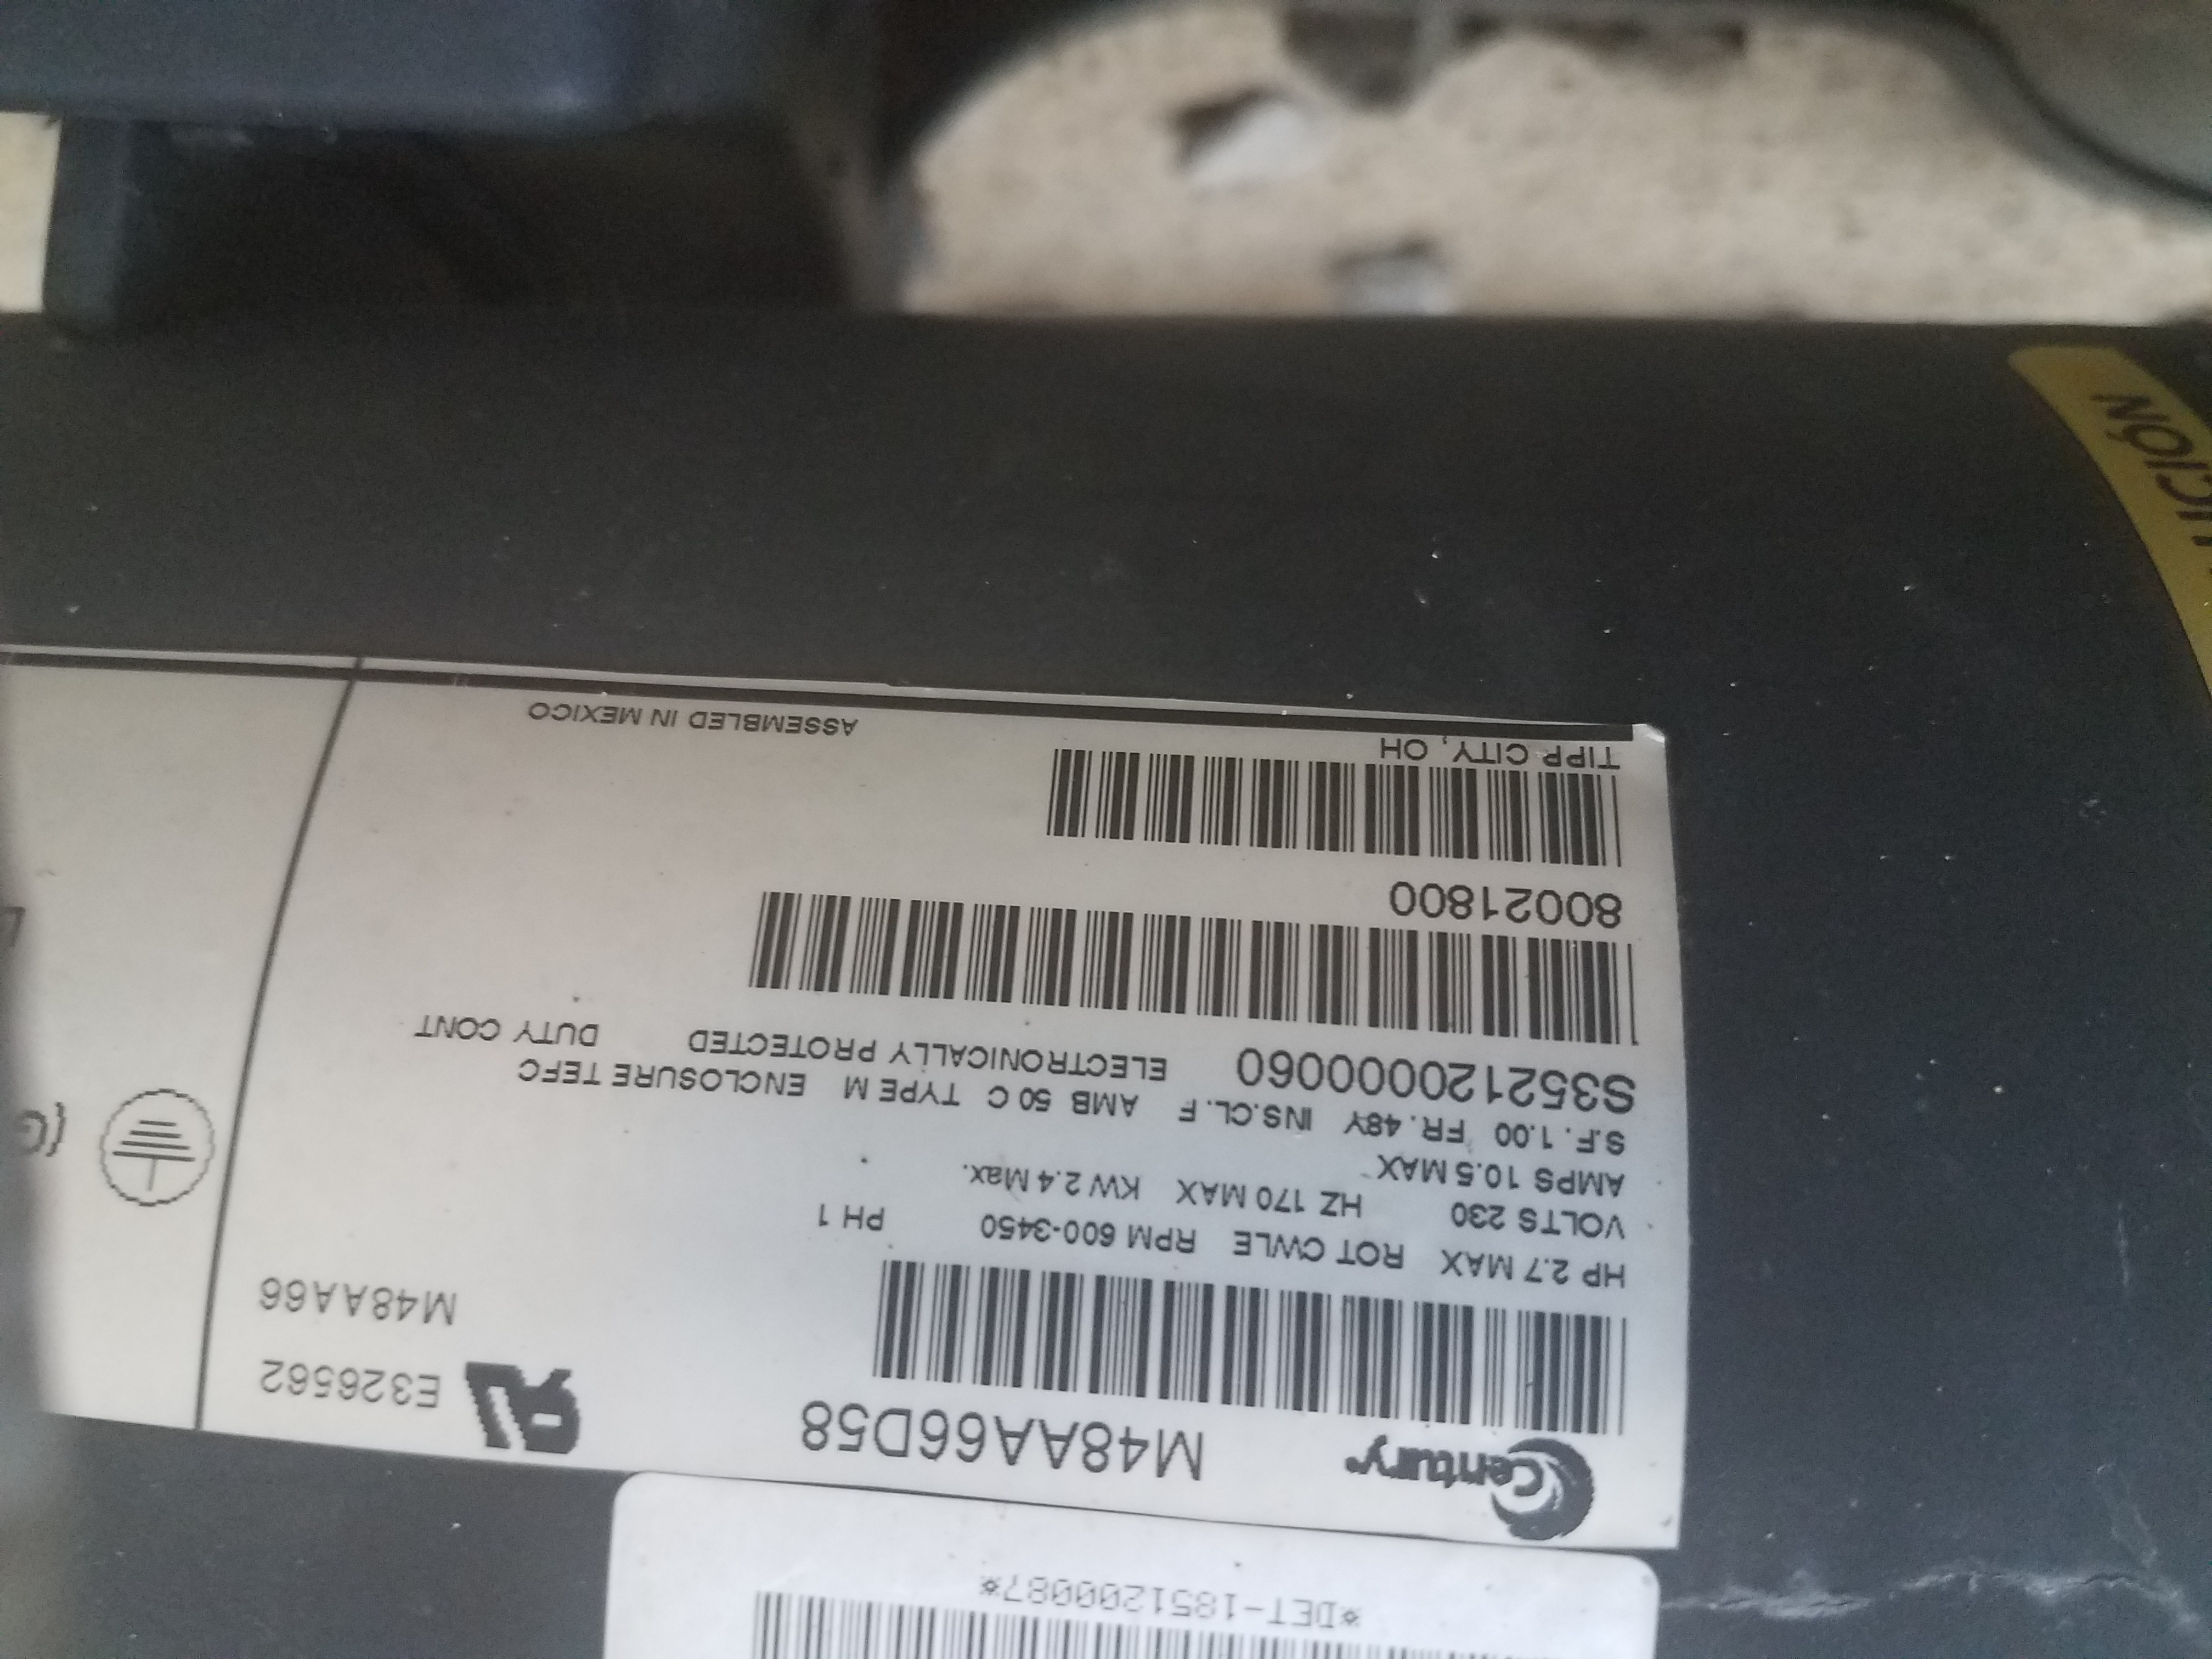 *DET-1851200087*
Century
M48AA66D58
E326562
M48AA66
HP 2.7 MAX ROT CWLE RPM 600-3450 PH 1
VOLTS 230 HZ 170 MAX KW 2.4 Max.
AMPS 10.5 MAX
S.F. 1.00 FR. 48Y INS.CL. F AMB 50 C TYPE M ENCLOSURE TEFC
S352120000060 ELECTRONICALLY PROTECTED DUTY CONT
80021800
TIPP CITY, OH
ASSEMBLED IN MEXICO